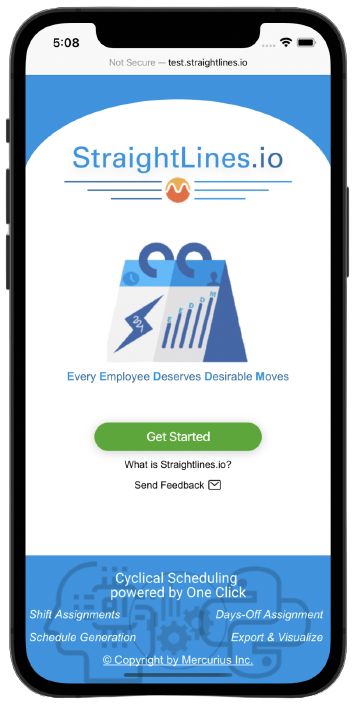 5:08
Not Secure — test.straightlines.io
StraightLines.io
E E D D M
Every Employee Deserves Desirable Moves
Get Started
What is Straightlines.io?
Send Feedback
Cyclical Scheduling
powered by One Click
Shift Assignments Days-Off Assignment
Schedule Generation Export & Visualize
© Copyright by Mercurius Inc.